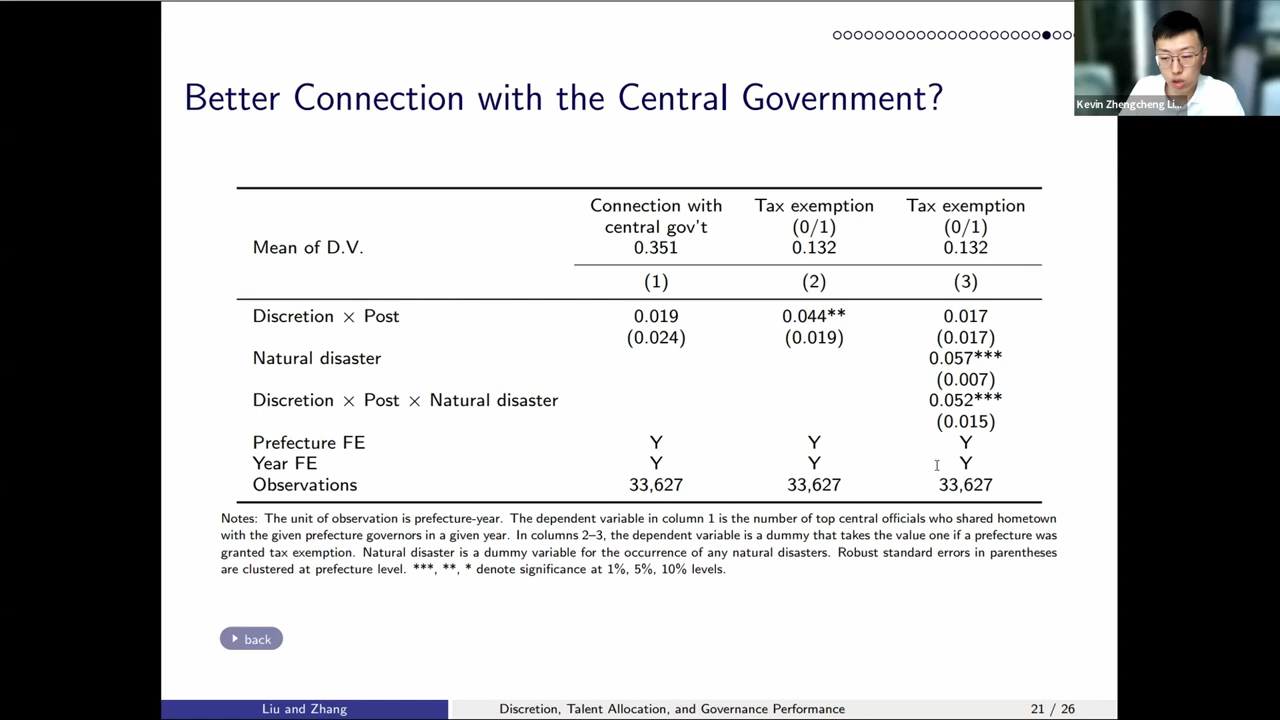 Better Connection with the Central Government?
Kevin Zhengcheng Li...
Connection with Tax exemption Tax exemption
central gov't (0/1) (0/1)
Mean of D.V. 0.351 0.132 0.132
(1) (2) (3)
Discretion × Post 0.019 0.044** 0.017
(0.024) (0.019) (0.017)
Natural disaster 0.057***
(0.007)
Discretion × Post × Natural disaster 0.052***
(0.015)
Prefecture FE Y Y Y
Year FE Y Y Y
Observations 33,627 33,627 33,627
Notes: The unit of observation is prefecture-year. The dependent variable in column 1 is the number of top central officials who shared hometown
with the given prefecture governors in a given year. In columns 2–3, the dependent variable is a dummy that takes the value one if a prefecture was
granted tax exemption. Natural disaster is a dummy variable for the occurrence of any natural disasters. Robust standard errors in parentheses
are clustered at prefecture level. ***, **, * denote significance at 1%, 5%, 10% levels.
back
Liu and Zhang Discretion, Talent Allocation, and Governance Performance 21 / 26